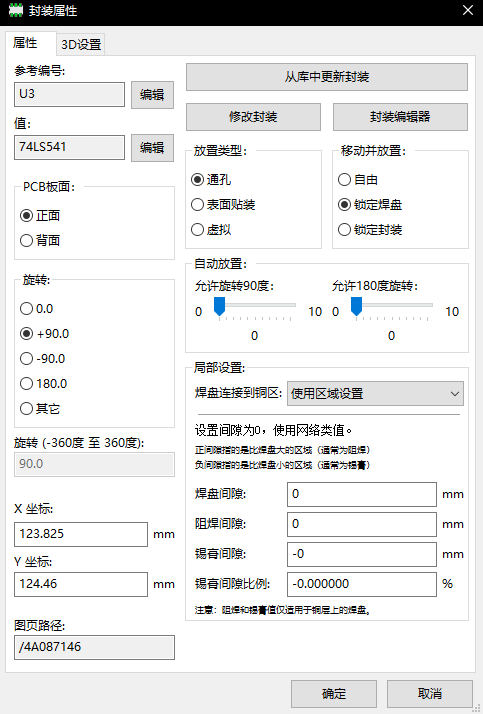 封装属性
属性
3D设置
参考编号:
U3
编辑
值：
74LS541
编辑
PCB板面：
正面
背面
旋转:
0.0
+90.0
-90.0
180.0
其它
旋转 (-360度 至 360度):
90.0
X 坐标:
123.825
mm
Y 坐标:
124.46
mm
图页路径:
/4A087146
从库中更新封装
修改封装
封装编辑器
放置类型：
通孔
表面贴装
虚拟
移动并放置:
自由
锁定焊盘
锁定封装
自动放置:
允许旋转90度:
0
10
0
允许180度旋转:
0
10
0
局部设置:
焊盘连接到铜区:
使用区域设置
设置间隙为0，使用网络类值。
正间隙指的是比焊盘大的区域（通常为阻焊）
负间隙指的是比焊盘小的区域（通常为锡膏）
焊盘间隙:
0
mm
阻焊间隙:
0
mm
锡膏间隙:
-0
mm
锡膏间隙比例:
-0.000000
%
注意：阻焊和锡膏值仅适用于铜层上的焊盘。
确定
取消